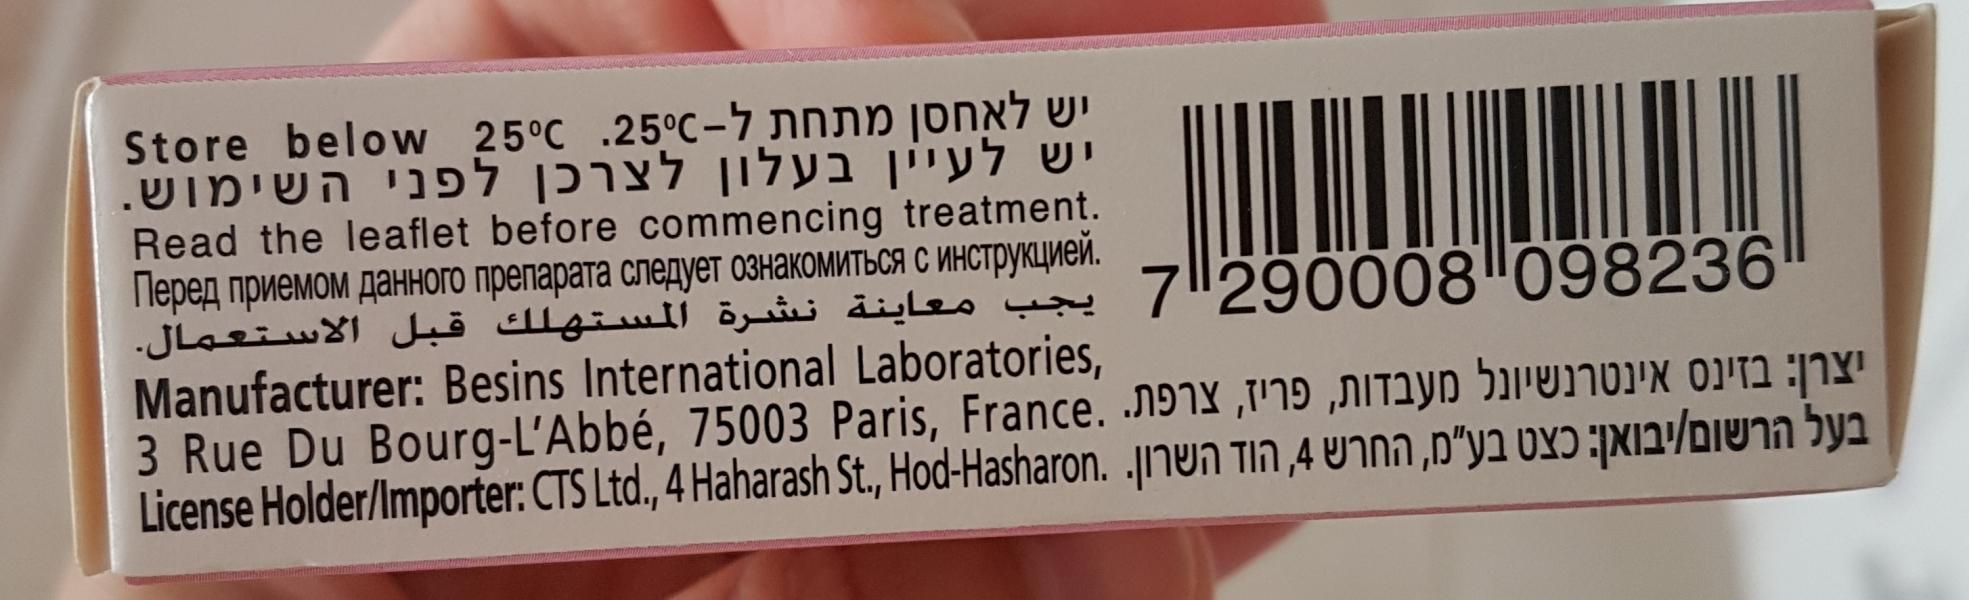 Store below 25ºC .25ºC-יש לאחסן מתחת ל
יש לעיין בעלון לצרכן לפני השימוש.
Read the leaflet before commencing treatment.
Перед приемом данного препарата следует ознакомиться с инструкцией.
يجب معاينة نشرة المستهلك قبل الاستعمال.
Manufacturer: Besins International Laboratories,
3 Rue Du Bourg-L'Abbé, 75003 Paris, France.
License Holder/Importer: CTS Ltd., 4 Haharash St., Hod-Hasharon.
7 290008 098236
יצרן: בזינס אינטרנשיונל מעבדות, פריז, צרפת.
בעל הרשום/יבואן: כצט בע"מ, החרש 4, הוד השרון.